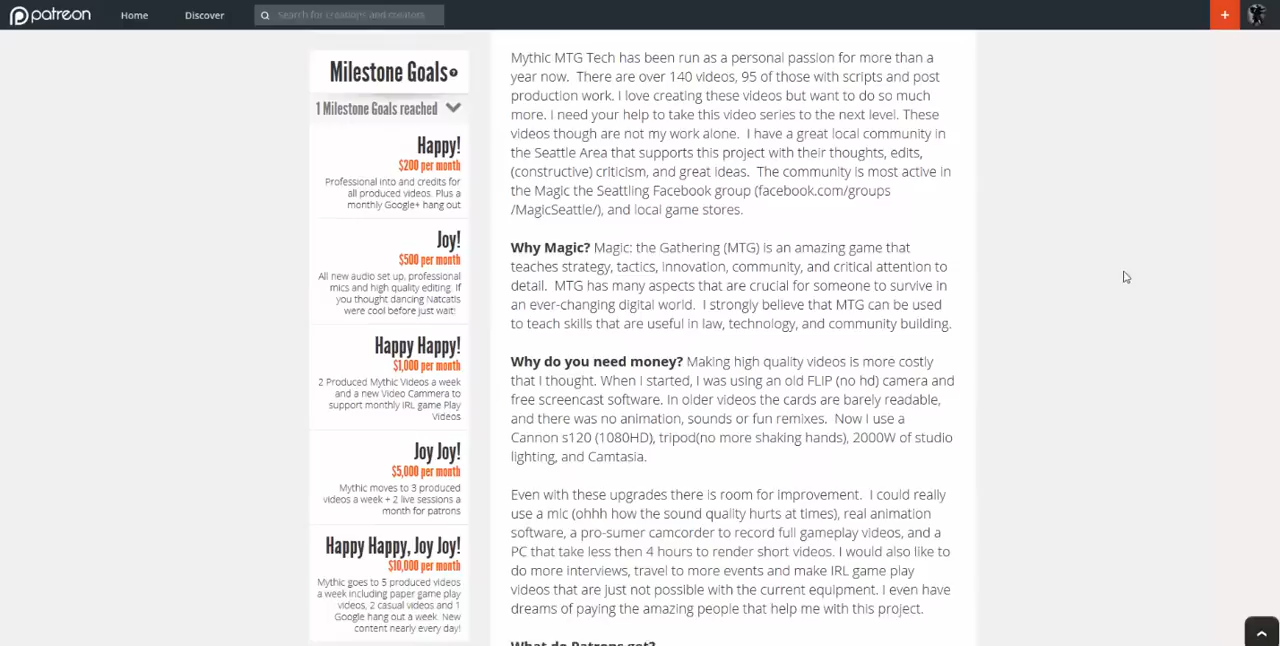 patreon
Home
Discover
Search for creations and creators
+
Milestone Goals
1 Milestone Goals reached
Happy!
$200 per month
Professional into and credits for
all produced videos. Plus a
monthly Google+ hang out
Joy!
$500 per month
All new audio set up, professional
mics and high quality editing. If
you thought dancing Natcatls
were cool before just wait!
Happy Happy!
$1,000 per month
2 Produced Mythic Videos a week
and a new Video Cammera to
support monthly IRL game Play
Videos
Joy Joy!
$5,000 per month
Mythic moves to 3 produced
videos a week + 2 live sessions a
month for patrons
Happy Happy, Joy Joy!
$10,000 per month
Mythic goes to 5 produced videos
a week including paper game play
videos, 2 casual videos and 1
Google hang out a week. New
content nearly every day!
Mythic MTG Tech has been run as a personal passion for more than a
year now.  There are over 140 videos, 95 of those with scripts and post
production work. I love creating these videos but want to do so much
more. I need your help to take this video series to the next level. These
videos though are not my work alone.  I have a great local community in
the Seattle Area that supports this project with their thoughts, edits,
(constructive) criticism, and great ideas.  The community is most active in
the Magic the Seattling Facebook group (facebook.com/groups
/MagicSeattle/), and local game stores.
Why Magic? Magic: the Gathering (MTG) is an amazing game that
teaches strategy, tactics, innovation, community, and critical attention to
detail.  MTG has many aspects that are crucial for someone to survive in
an ever-changing digital world.  I strongly believe that MTG can be used
to teach skills that are useful in law, technology, and community building.
Why do you need money? Making high quality videos is more costly
that I thought. When I started, I was using an old FLIP (no hd) camera and
free screencast software. In older videos the cards are barely readable,
and there was no animation, sounds or fun remixes.  Now I use a
Cannon s120 (1080HD), tripod(no more shaking hands), 2000W of studio
lighting, and Camtasia.
Even with these upgrades there is room for improvement.  I could really
use a mic (ohhh how the sound quality hurts at times), real animation
software, a pro-sumer camcorder to record full gameplay videos, and a
PC that take less then 4 hours to render short videos. I would also like to
do more interviews, travel to more events and make IRL game play
videos that are just not possible with the current equipment. I even have
dreams of paying the amazing people that help me with this project.
What do Patrons get?